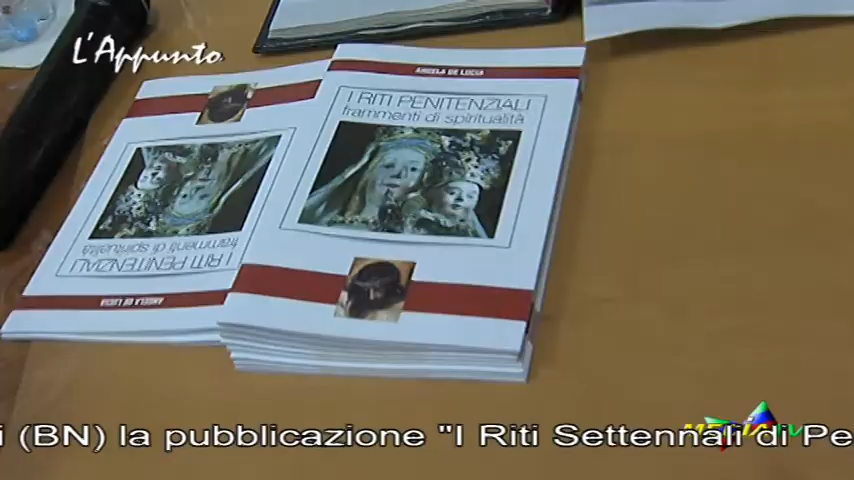 L'Appunto
ANGELA DE LUCIA
I RITI PENITENZIALI
frammenti di spiritualità
I RITI PENITENZIALI
frammenti di spiritualità
ANGELA DE LUCIA
i (BN) la pubblicazione "I Riti Settennali di Pe